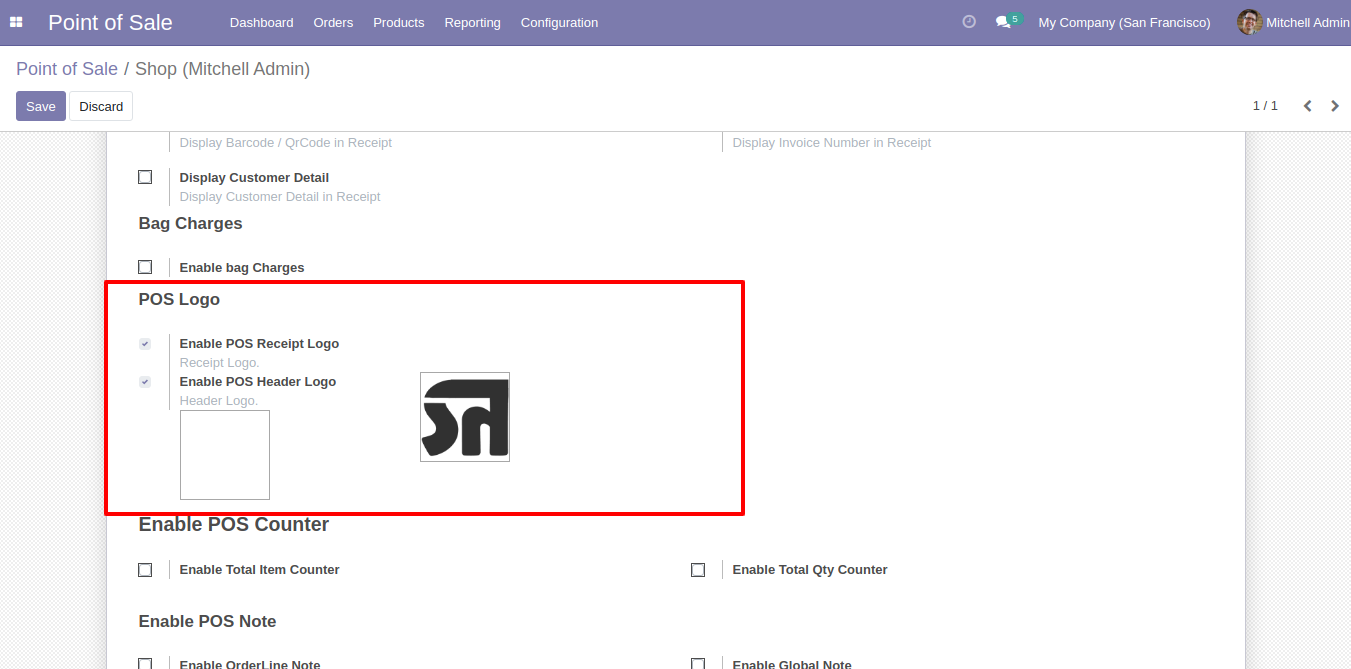 Point of Sale Dashboard Orders Products Reporting Configuration 5 My Company (San Francisco) Mitchell Admin
Point of Sale / Shop (Mitchell Admin)
Save Discard 1 / 1
Display Barcode / QrCode in Receipt Display Invoice Number in Receipt
Display Customer Detail
Display Customer Detail in Receipt
Bag Charges
Enable bag Charges
POS Logo
Enable POS Receipt Logo
Receipt Logo.
Enable POS Header Logo
Header Logo.
Enable POS Counter
Enable Total Item Counter Enable Total Qty Counter
Enable POS Note
Enable OrderLine Note Enable Global Note